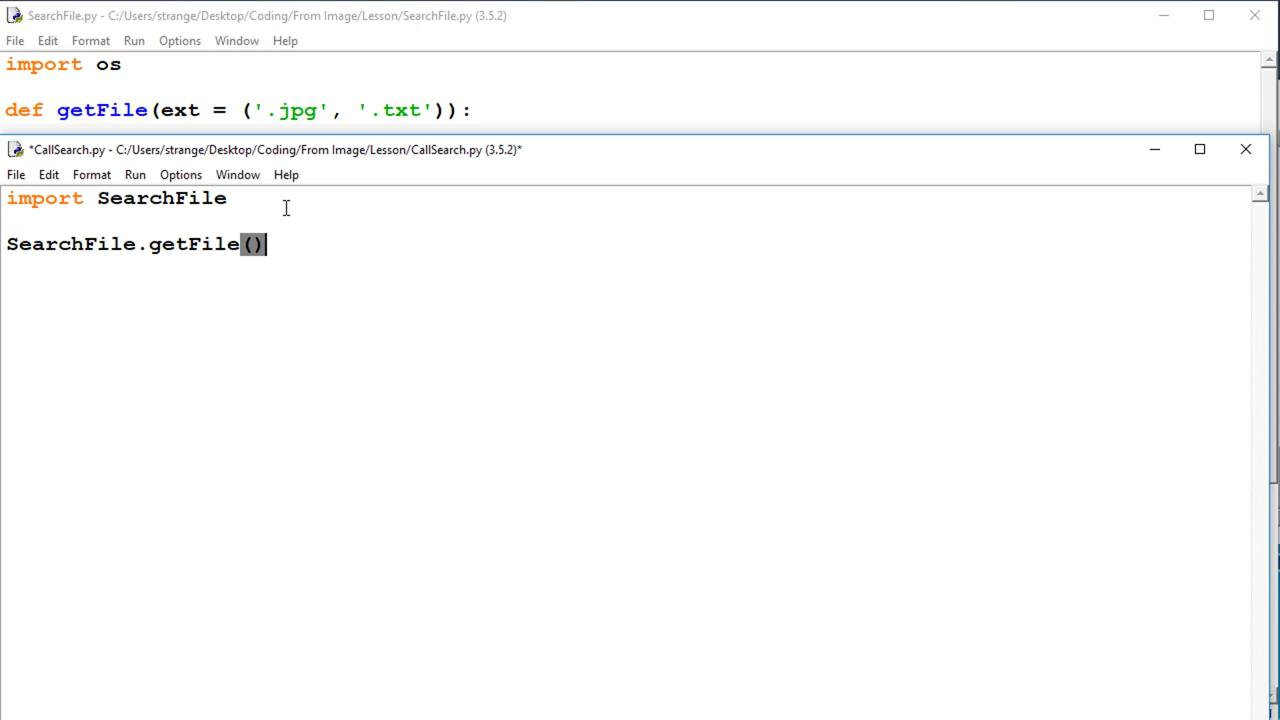 SearchFile.py - C:/Users/strange/Desktop/Coding/From Image/Lesson/SearchFile.py (3.5.2)
File Edit Format Run Options Window Help
import os
def getFile(ext = ('.jpg', '.txt')):
*CallSearch.py - C:/Users/strange/Desktop/Coding/From Image/Lesson/CallSearch.py (3.5.2)*
File Edit Format Run Options Window Help
import SearchFile
SearchFile.getFile()